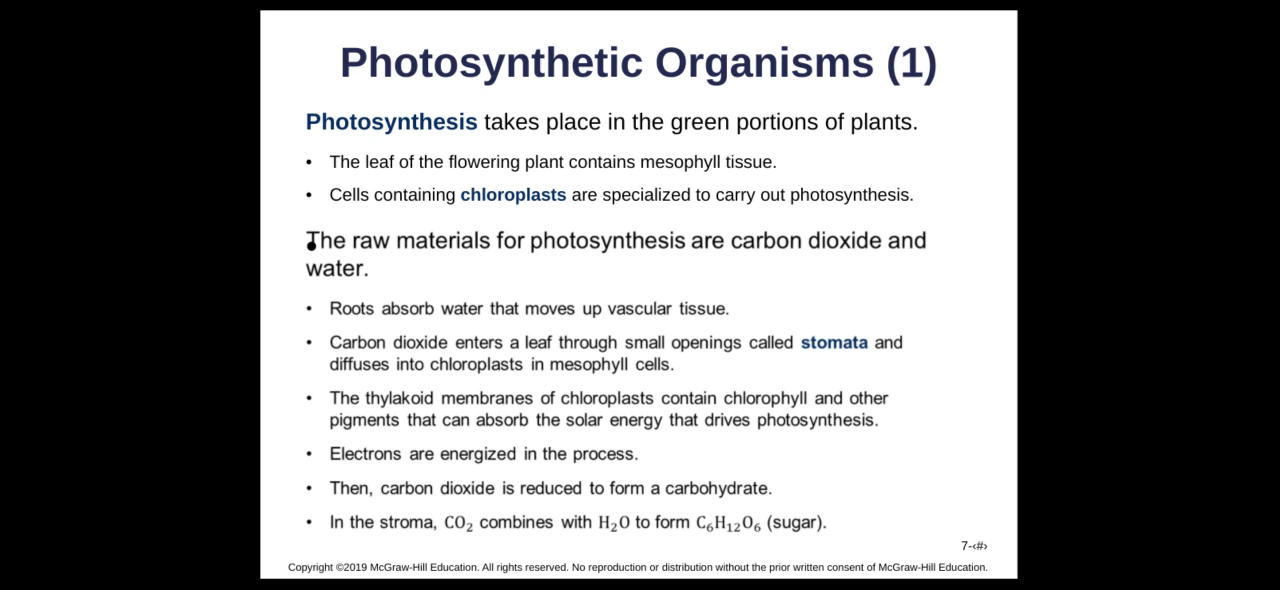 Photosynthetic Organisms (1)
Photosynthesis takes place in the green portions of plants.
• The leaf of the flowering plant contains mesophyll tissue.
• Cells containing chloroplasts are specialized to carry out photosynthesis.
The raw materials for photosynthesis are carbon dioxide and
water.
• Roots absorb water that moves up vascular tissue.
• Carbon dioxide enters a leaf through small openings called stomata and
diffuses into chloroplasts in mesophyll cells.
• The thylakoid membranes of chloroplasts contain chlorophyll and other
pigments that can absorb the solar energy that drives photosynthesis.
• Electrons are energized in the process.
• Then, carbon dioxide is reduced to form a carbohydrate.
• In the stroma, CO₂ combines with H₂O to form C₆H₁₂O₆ (sugar).
7-‹#›
Copyright ©2019 McGraw-Hill Education. All rights reserved. No reproduction or distribution without the prior written consent of McGraw-Hill Education.